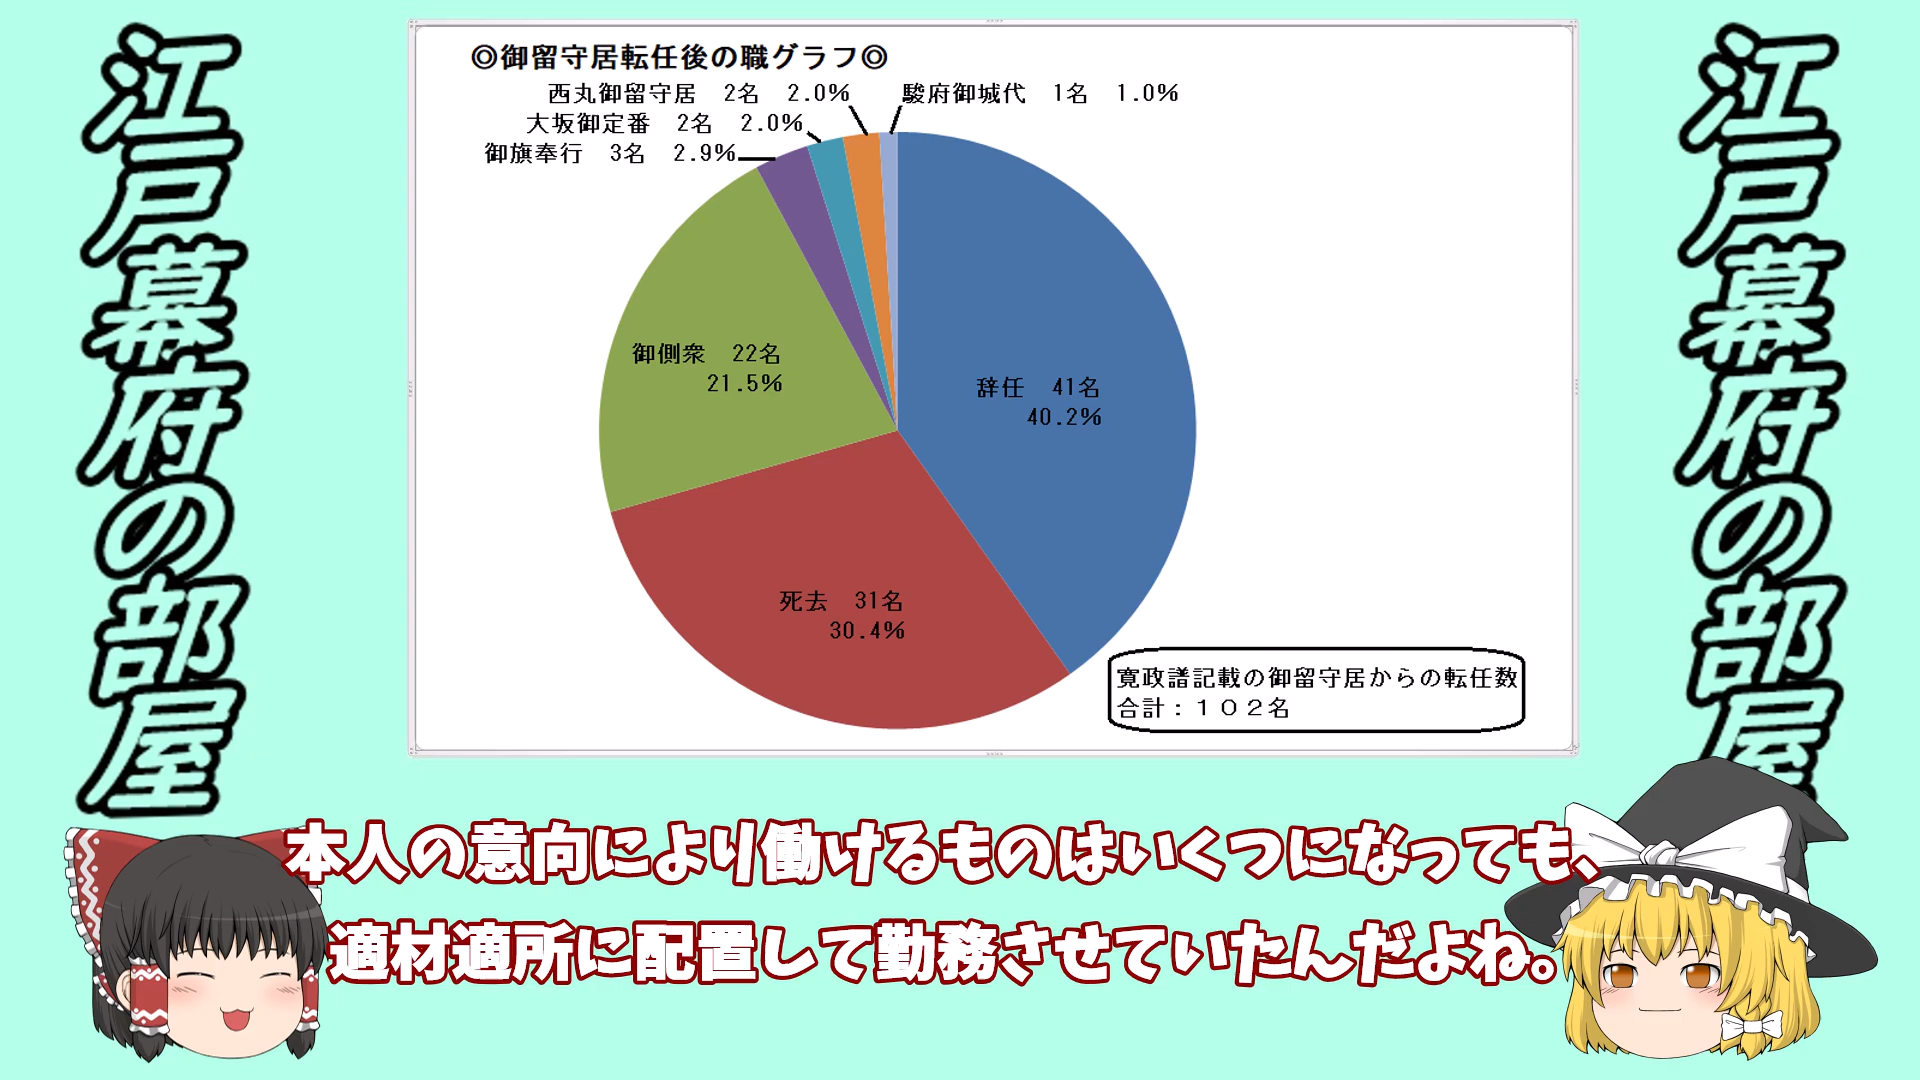 江戸幕府の部屋
◎御留守居転任後の職グラフ◎
西丸御留守居　2名　2.0%
駿府御城代　1名　1.0%
大坂御定番　2名　2.0%
御旗奉行　3名　2.9%
御側衆　22名
21.5%
辞任　41名
40.2%
死去　31名
30.4%
寛政譜記載の御留守居からの転任数
合計：１０２名
江戸幕府の部屋
本人の意向により働けるものはいくつになっても、
適材適所に配置して勤務させていたんだよね。